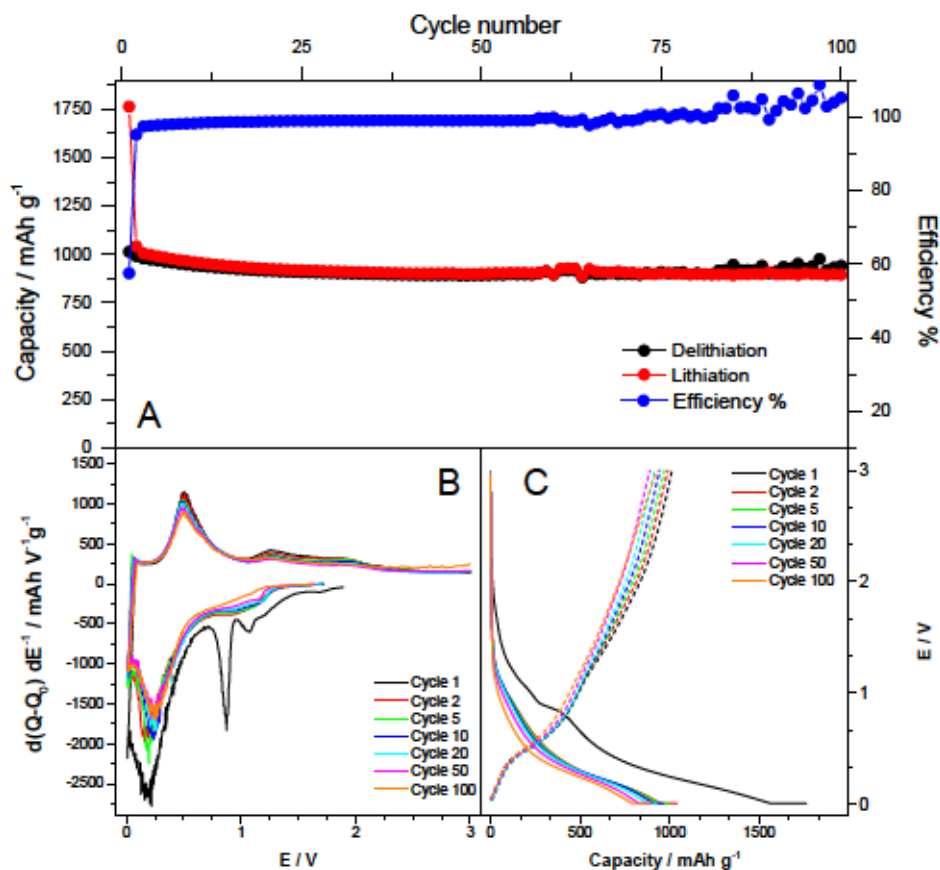 Cycle number
0 25 50 75 100
Capacity / mAh g-1
1750
1500
1250
1000
750
500
250
0
Efficiency %
100
80
60
40
20
Delithiation
Lithiation
Efficiency %
A
d(Q-Q0) dE-1 / mAh V-1g-1
1500
1000
500
0
-500
-1000
-1500
-2000
-2500
B
Cycle 1
Cycle 2
Cycle 5
Cycle 10
Cycle 20
Cycle 50
Cycle 100
0 1 2 3
E / V
C
Cycle 1
Cycle 2
Cycle 5
Cycle 10
Cycle 20
Cycle 50
Cycle 100
3
2
1
0
E / V
0 500 1000 1500
Capacity / mAh g-1